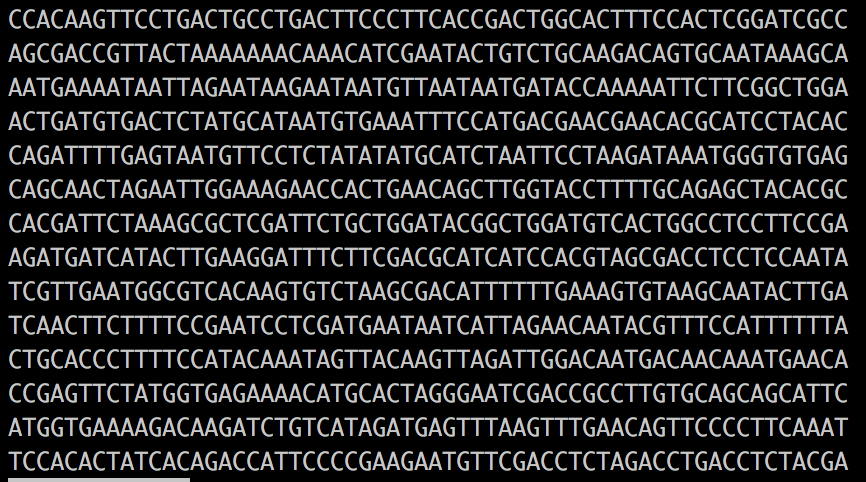 CCACAAGTTCCTGACTGCCTGACTTCCCTTCACCGACTGGCACTTTCCACTCGGATCGCC
AGCGACCGTTACTAAAAAAACAAACATCGAATACTGTCTGCAAGACAGTGCAATAAAGCA
AATGAAAATAATTAGAATAAGAATAATGTTAATAATGATACCAAAAATTCTTCGGCTGGA
ACTGATGTGACTCTATGCATAATGTGAAATTTCCATGACGAACGAACACGCATCCTACAC
CAGATTTTGAGTAATGTTCCTCTATATATGCATCTAATTCCTAAGATAAATGGGTGTGAG
CAGCAACTAGAATTGGAAAGAACCACTGAACAGCTTGGTACCTTTTGCAGAGCTACACGC
CACGATTCTAAAGCGCTCGATTCTGCTGGATACGGCTGGATGTCACTGGCCTCCTTCCGA
AGATGATCATACTTGAAGGATTTCTTCGACGCATCATCCACGTAGCGACCTCCTCCAATA
TCGTTGAATGGCGTCACAAGTGTCTAAGCGACATTTTTTGAAAGTGTAAGCAATACTTGA
TCAACTTCTTTTCCGAATCCTCGATGAATAATCATTAGAACAATACGTTTCCATTTTTTA
CTGCACCCTTTTCCATACAAATAGTTACAAGTTAGATTGGACAATGACAACAAATGAACA
CCGAGTTCTATGGTGAGAAAACATGCACTAGGGAATCGACCGCCTTGTGCAGCAGCATTC
ATGGTGAAAAGACAAGATCTGTCATAGATGAGTTTAAGTTTGAACAGTTCCCCTTCAAAT
TCCACACTATCACAGACCATTCCCCGAAGAATGTTCGACCTCTAGACCTGACCTCTACGA